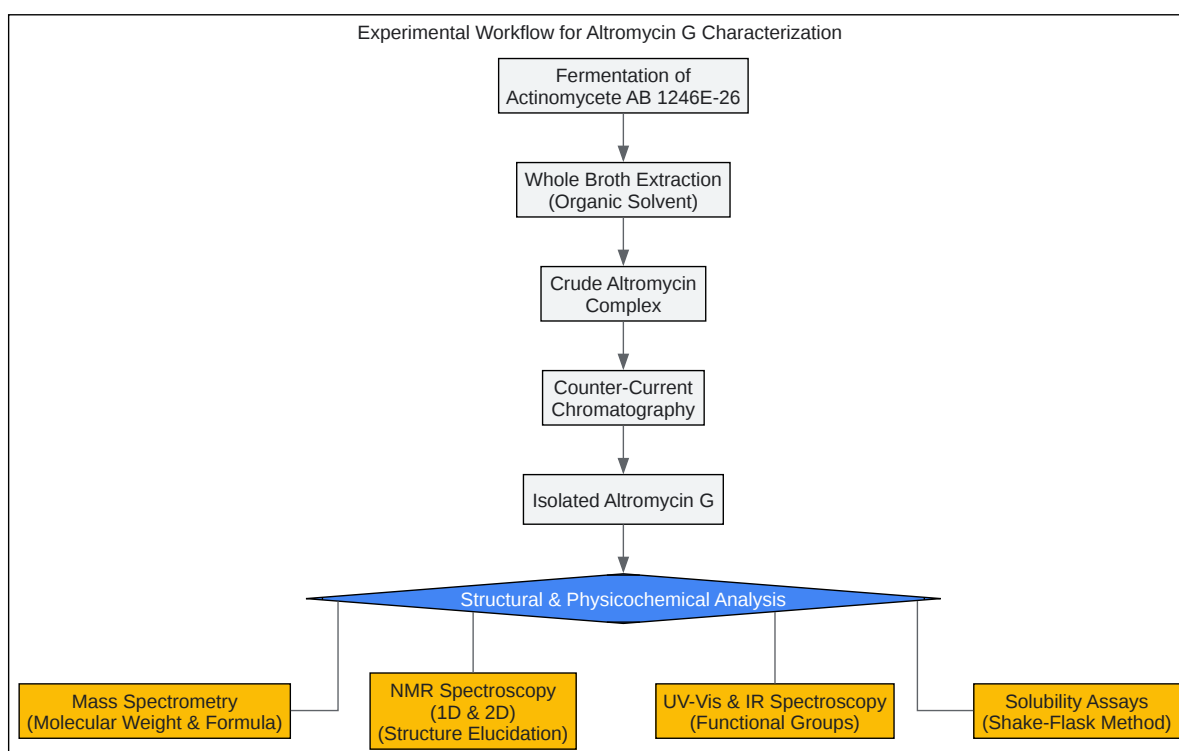 Experimental Workflow for Altromycin G Characterization
Fermentation of
Actinomycete AB 1246E-26
Whole Broth Extraction
(Organic Solvent)
Crude Altromycin
Complex
Counter-Current
Chromatography
Isolated Altromycin G
Structural & Physicochemical Analysis
Mass Spectrometry
(Molecular Weight & Formula)
NMR Spectroscopy
(1D & 2D)
(Structure Elucidation)
UV-Vis & IR Spectroscopy
(Functional Groups)
Solubility Assays
(Shake-Flask Method)